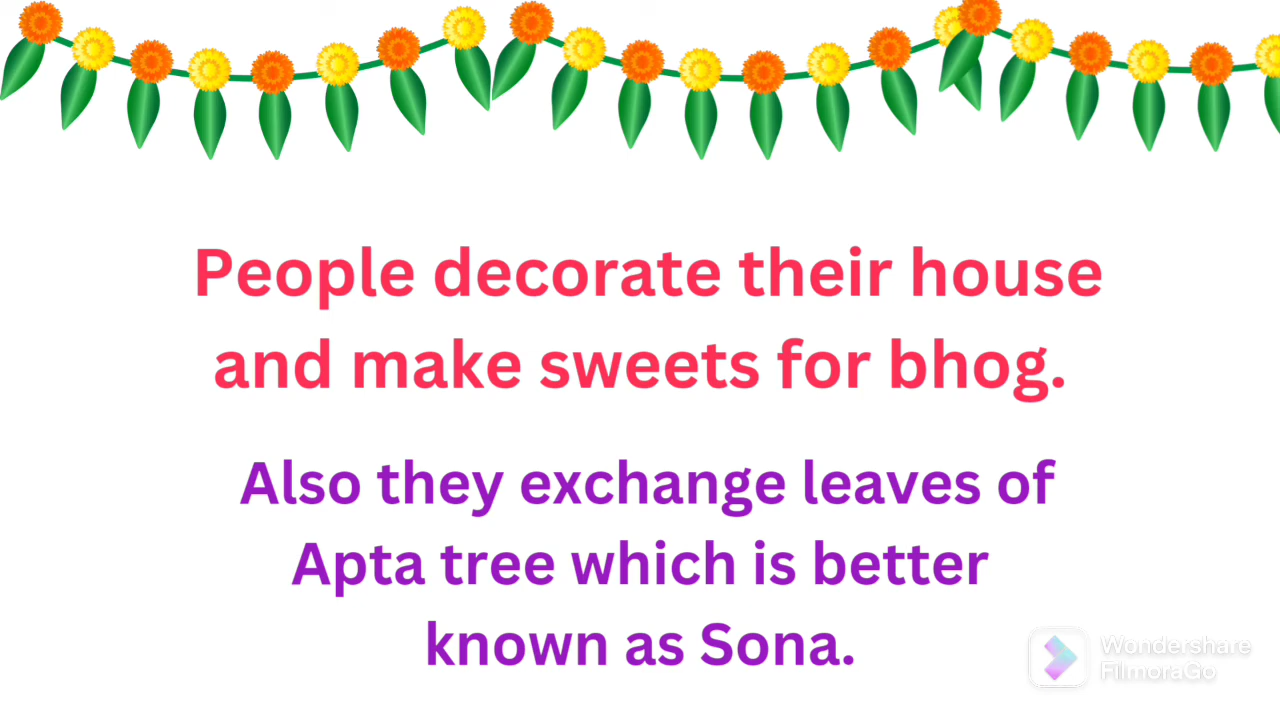 People decorate their house
and make sweets for bhog.
Also they exchange leaves of
Apta tree which is better
known as Sona.
Wondershare
FilmoraGo